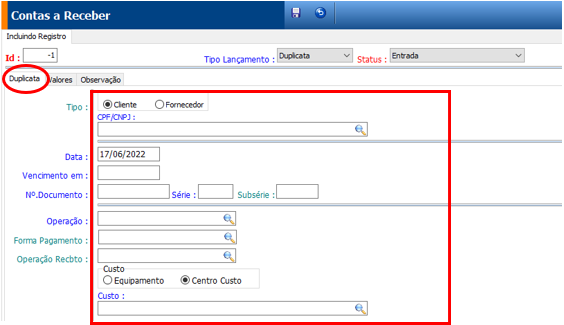 Contas a Receber
Incluindo Registro
Id : -1 Tipo Lançamento : Duplicata Status : Entrada
Duplicata Valores Observação
Tipo : Cliente Fornecedor
CPF/CNPJ :
Data : 17/06/2022
Vencimento em :
Nº.Documento : Série : Subsérie :
Operação :
Forma Pagamento :
Operação Recbto :
Custo
Equipamento Centro Custo
Custo :